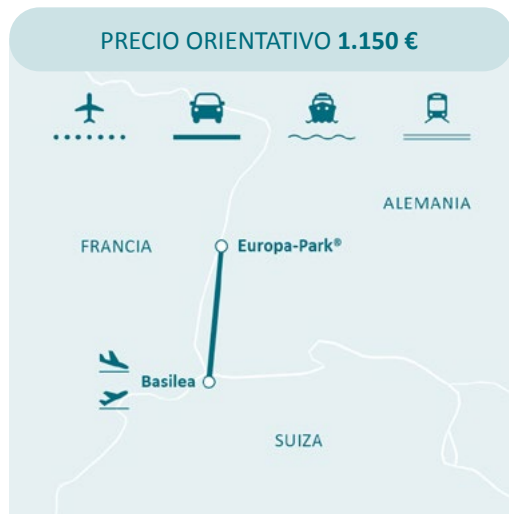 PRECIO ORIENTATIVO 1.150 €
ALEMANIA
FRANCIA
Europa-Park®
Basilea
SUIZA